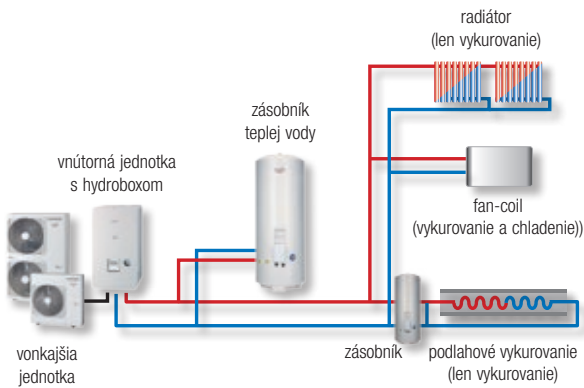 radiátor
(len vykurovanie)
zásobník
teplej vody
vnútorná jednotka
s hydroboxom
fan-coil
(vykurovanie a chladenie))
vonkajšia
jednotka
zásobník
podlahové vykurovanie
(len vykurovanie)